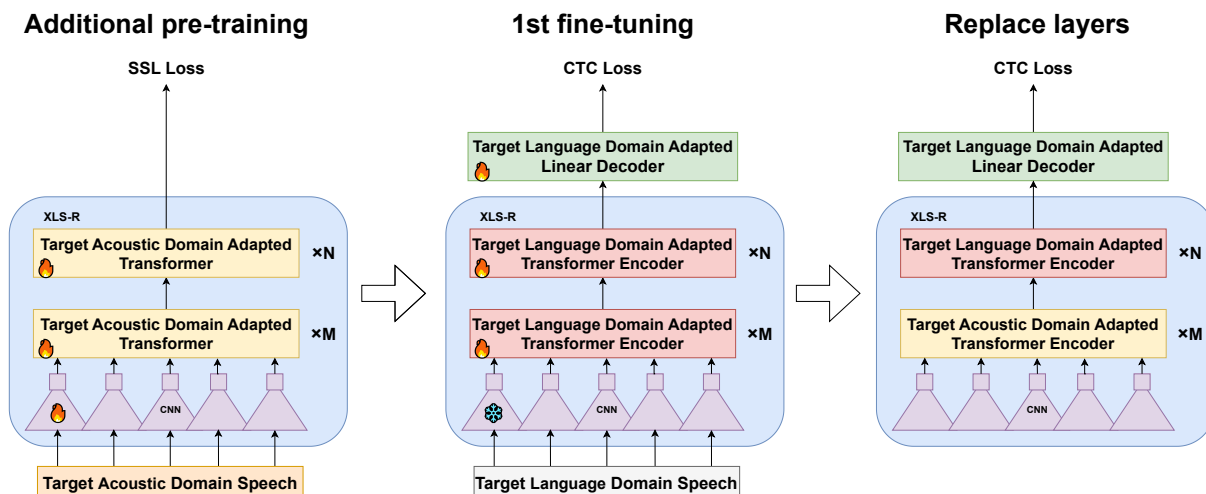 Additional pre-training
SSL Loss
XLS-R
Target Acoustic Domain Adapted
Transformer
×N
Target Acoustic Domain Adapted
Transformer
×M
CNN
Target Acoustic Domain Speech
1st fine-tuning
CTC Loss
Target Language Domain Adapted
Linear Decoder
XLS-R
Target Language Domain Adapted
Transformer Encoder
×N
Target Language Domain Adapted
Transformer Encoder
×M
CNN
Target Language Domain Speech
Replace layers
CTC Loss
Target Language Domain Adapted
Linear Decoder
XLS-R
Target Language Domain Adapted
Transformer Encoder
×N
Target Acoustic Domain Adapted
Transformer Encoder
×M
CNN